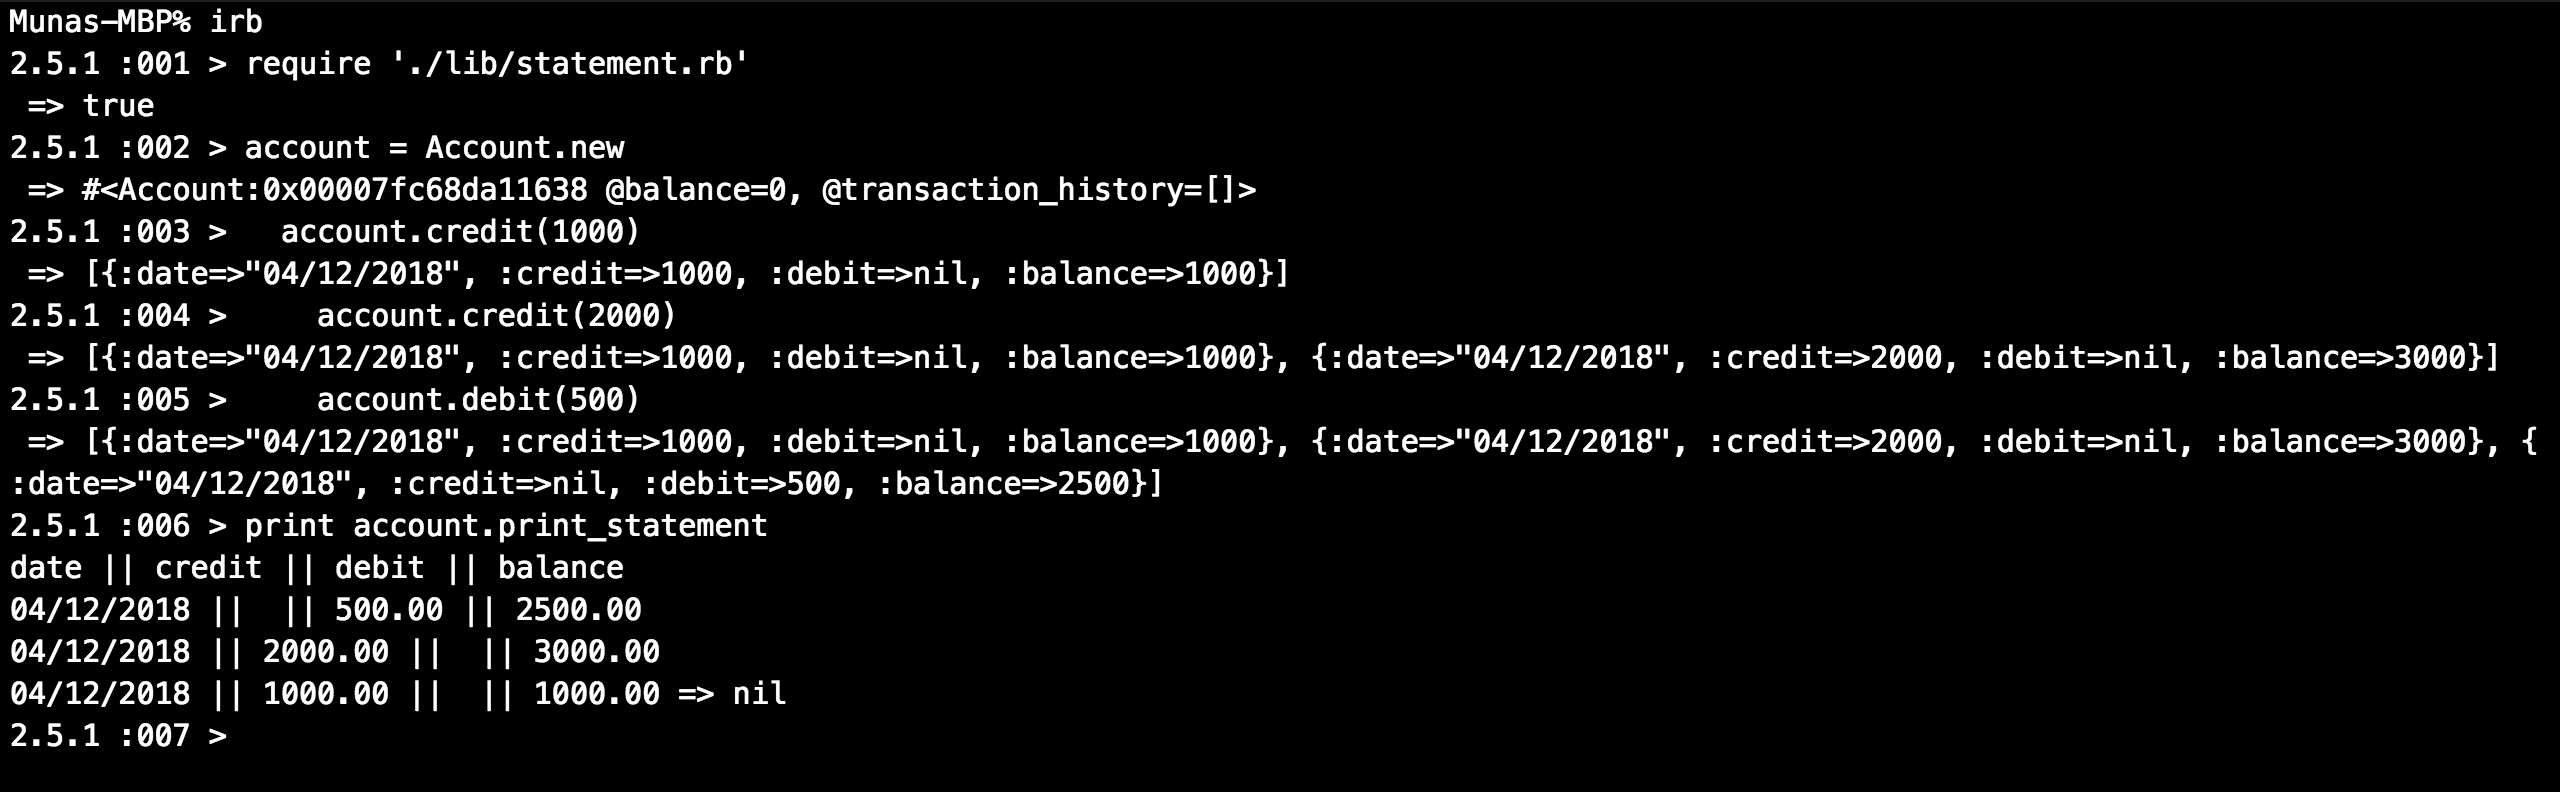 Munas-MBP% irb
2.5.1 :001 > require './lib/statement.rb'
 => true
2.5.1 :002 > account = Account.new
 => #<Account:0x00007fc68da11638 @balance=0, @transaction_history=[]>
2.5.1 :003 >   account.credit(1000)
 => [{:date=>"04/12/2018", :credit=>1000, :debit=>nil, :balance=>1000}]
2.5.1 :004 >     account.credit(2000)
 => [{:date=>"04/12/2018", :credit=>1000, :debit=>nil, :balance=>1000}, {:date=>"04/12/2018", :credit=>2000, :debit=>nil, :balance=>3000}]
2.5.1 :005 >     account.debit(500)
 => [{:date=>"04/12/2018", :credit=>1000, :debit=>nil, :balance=>1000}, {:date=>"04/12/2018", :credit=>2000, :debit=>nil, :balance=>3000}, {
:date=>"04/12/2018", :credit=>nil, :debit=>500, :balance=>2500}]
2.5.1 :006 > print account.print_statement
date || credit || debit || balance
04/12/2018 ||  || 500.00 || 2500.00
04/12/2018 || 2000.00 ||  || 3000.00
04/12/2018 || 1000.00 ||  || 1000.00 => nil
2.5.1 :007 >